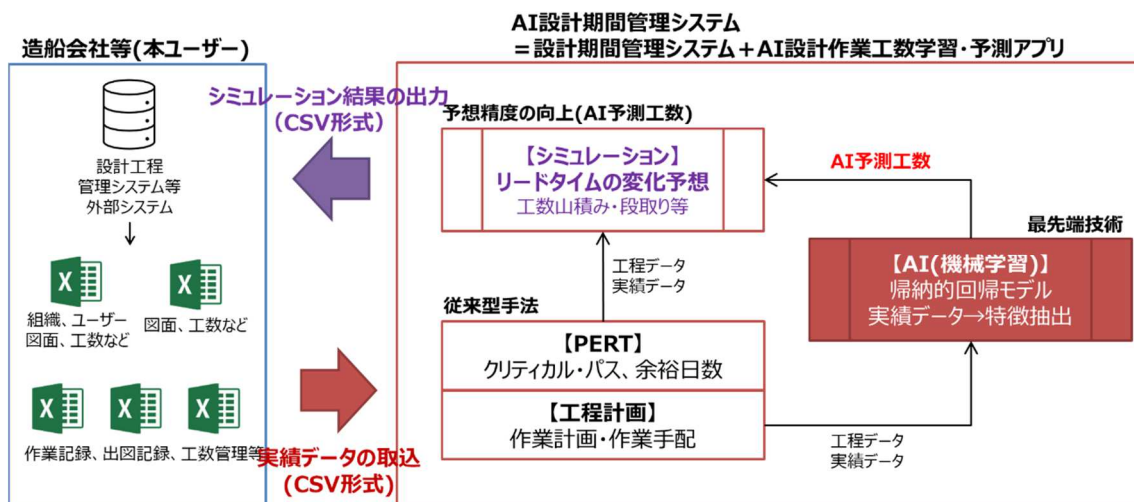 造船会社等(本ユーザー)
設計工程
管理システム等
外部システム
X
組織、ユーザー
図面、工数など
X
図面、工数など
X
X
X
作業記録、出図記録、工数管理等
シミュレーション結果の出力
(CSV形式)
実績データの取込
(CSV形式)
AI設計期間管理システム
=設計期間管理システム+AI設計作業工数学習・予測アプリ
予想精度の向上(AI予測工数)
【シミュレーション】
リードタイムの変化予想
工数山積み・段取り等
AI予測工数
最先端技術
【AI(機械学習)】
帰納的回帰モデル
実績データ→特徴抽出
工程データ
実績データ
従来型手法
【PERT】
クリティカル・パス、余裕日数
【工程計画】
作業計画・作業手配
工程データ
実績データ